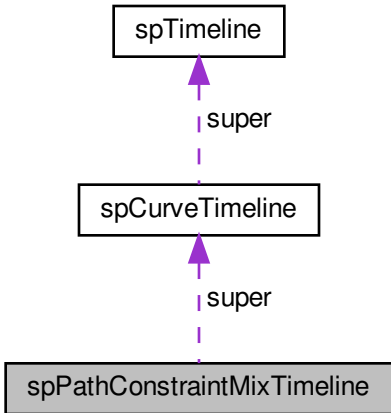 spTimeline
super
spCurveTimeline
super
spPathConstraintMixTimeline